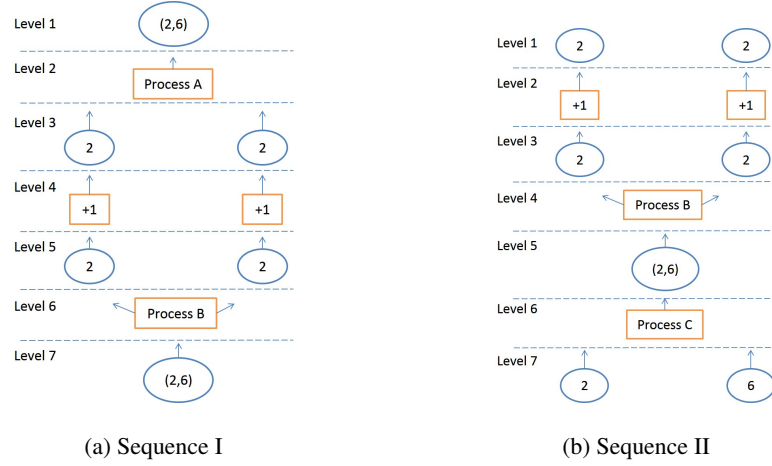 Level 1
(2,6)
Level 2
Process A
Level 3
2 2
Level 4
+1 +1
Level 5
2 2
Level 6
Process B
Level 7
(2,6)
(a) Sequence I
Level 1
2 2
Level 2
+1 +1
Level 3
2 2
Level 4
Process B
Level 5
(2,6)
Level 6
Process C
Level 7
2 6
(b) Sequence II